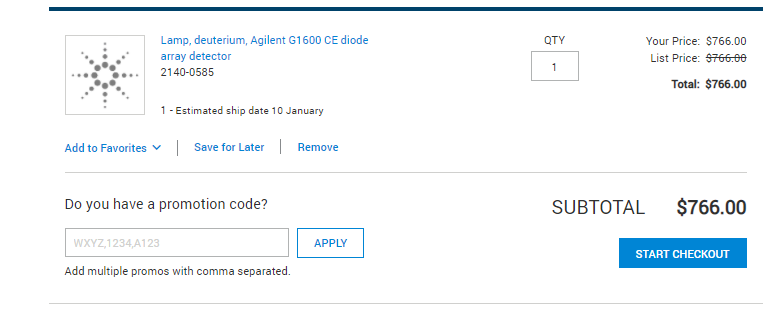 Lamp, deuterium, Agilent G1600 CE diode
array detector
2140-0585
1 - Estimated ship date 10 January
QTY
1
Your Price: $766.00
List Price: $766.00
Total: $766.00
Add to Favorites
Save for Later
Remove
Do you have a promotion code?
WXYZ,1234,A123
APPLY
Add multiple promos with comma separated.
SUBTOTAL $766.00
START CHECKOUT